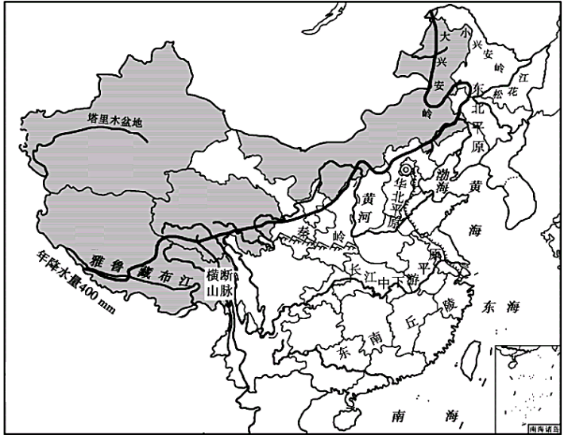 大
兴
安
岭
小
兴
安
岭
松
花
江
东
北
平
原
塔里木盆地
渤
海
黄
海
华
北
平
原
黄
河
秦
岭
雅鲁藏布江
年降水量400 mm
横断
山脉
长江中下游
平
原
东海
东
南
丘
陵
南海
南海诸岛